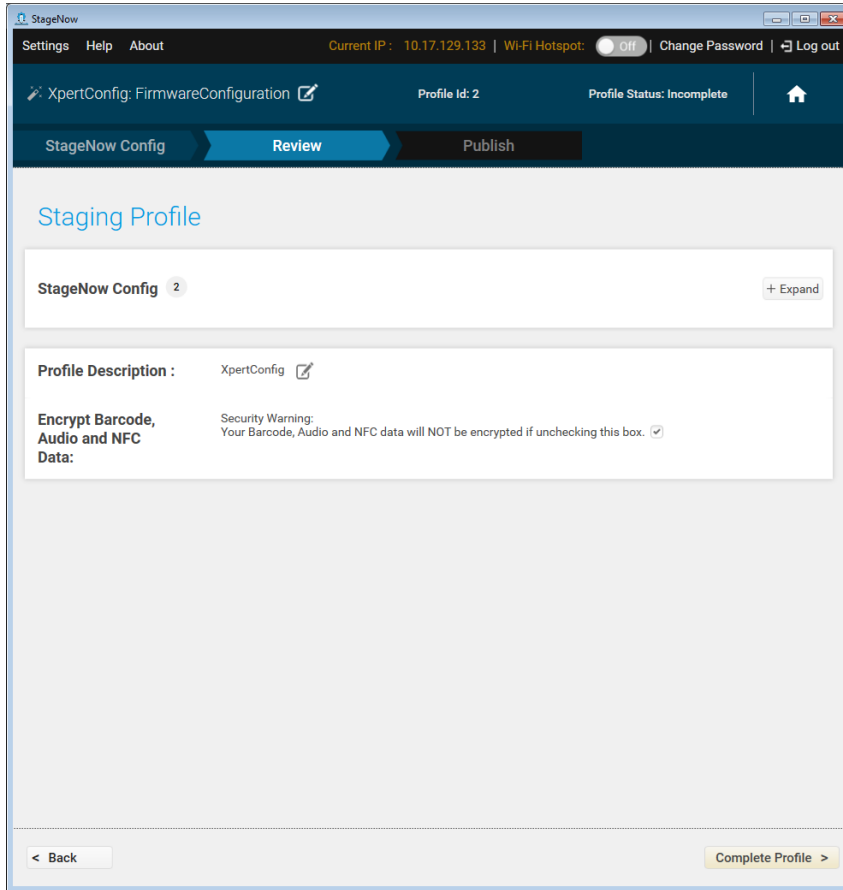 StageNow
Settings Help About Current IP : 10.17.129.133 | Wi-Fi Hotspot: Off | Change Password | Log out
XpertConfig: FirmwareConfiguration Profile Id: 2 Profile Status: Incomplete
StageNow Config Review Publish
Staging Profile
StageNow Config 2 + Expand
Profile Description : XpertConfig
Encrypt Barcode,
Audio and NFC
Data:
Security Warning:
Your Barcode, Audio and NFC data will NOT be encrypted if unchecking this box.
< Back Complete Profile >